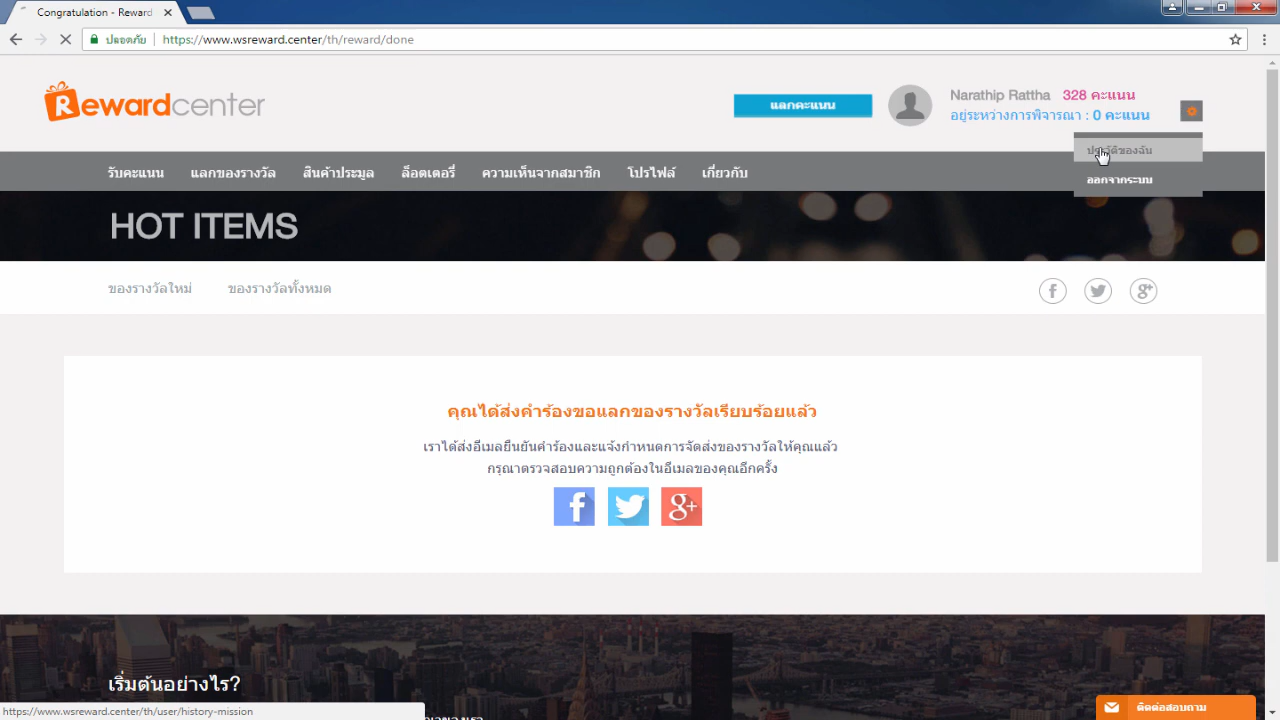 Congratulation - Reward
ปลอดภัย https://www.wsreward.center/th/reward/done
Rewardcenter
แลกคะแนน
Narathip Rattha 328 คะแนน
อยู่ระหว่างการพิจารณา : 0 คะแนน
ประวัติของฉัน
ออกจากระบบ
รับคะแนน แลกของรางวัล สินค้าประมูล ล็อตเตอรี่ ความเห็นจากสมาชิก โปรไฟล์ เกี่ยวกับ
HOT ITEMS
ของรางวัลใหม่ ของรางวัลทั้งหมด
คุณได้ส่งคำร้องขอแลกของรางวัลเรียบร้อยแล้ว
เราได้ส่งอีเมลยืนยันคำร้องและแจ้งกำหนดการจัดส่งของรางวัลให้คุณแล้ว
กรุณาตรวจสอบความถูกต้องในอีเมลของคุณอีกครั้ง
เริ่มต้นอย่างไร?
https://www.wsreward.center/th/user/history-mission
ติดต่อสอบถาม